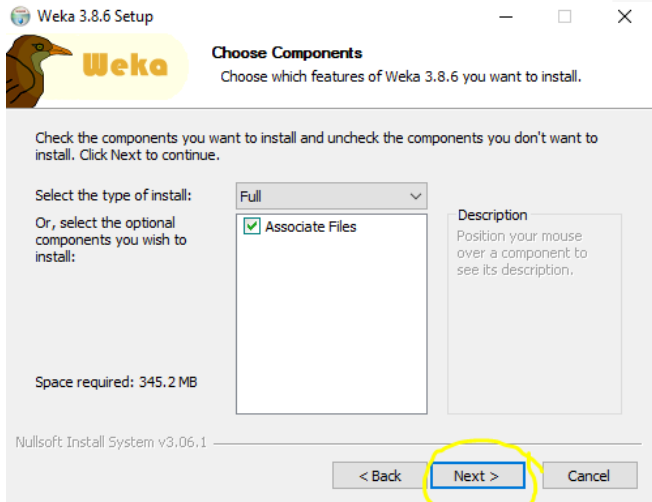 Weka 3.8.6 Setup
Weka
Choose Components
Choose which features of Weka 3.8.6 you want to install.
Check the components you want to install and uncheck the components you don't want to
install. Click Next to continue.
Select the type of install:
Full
Or, select the optional
components you wish to
install:
Associate Files
Description
Position your mouse
over a component to
see its description.
Space required: 345.2 MB
Nullsoft Install System v3.06.1
< Back
Next >
Cancel